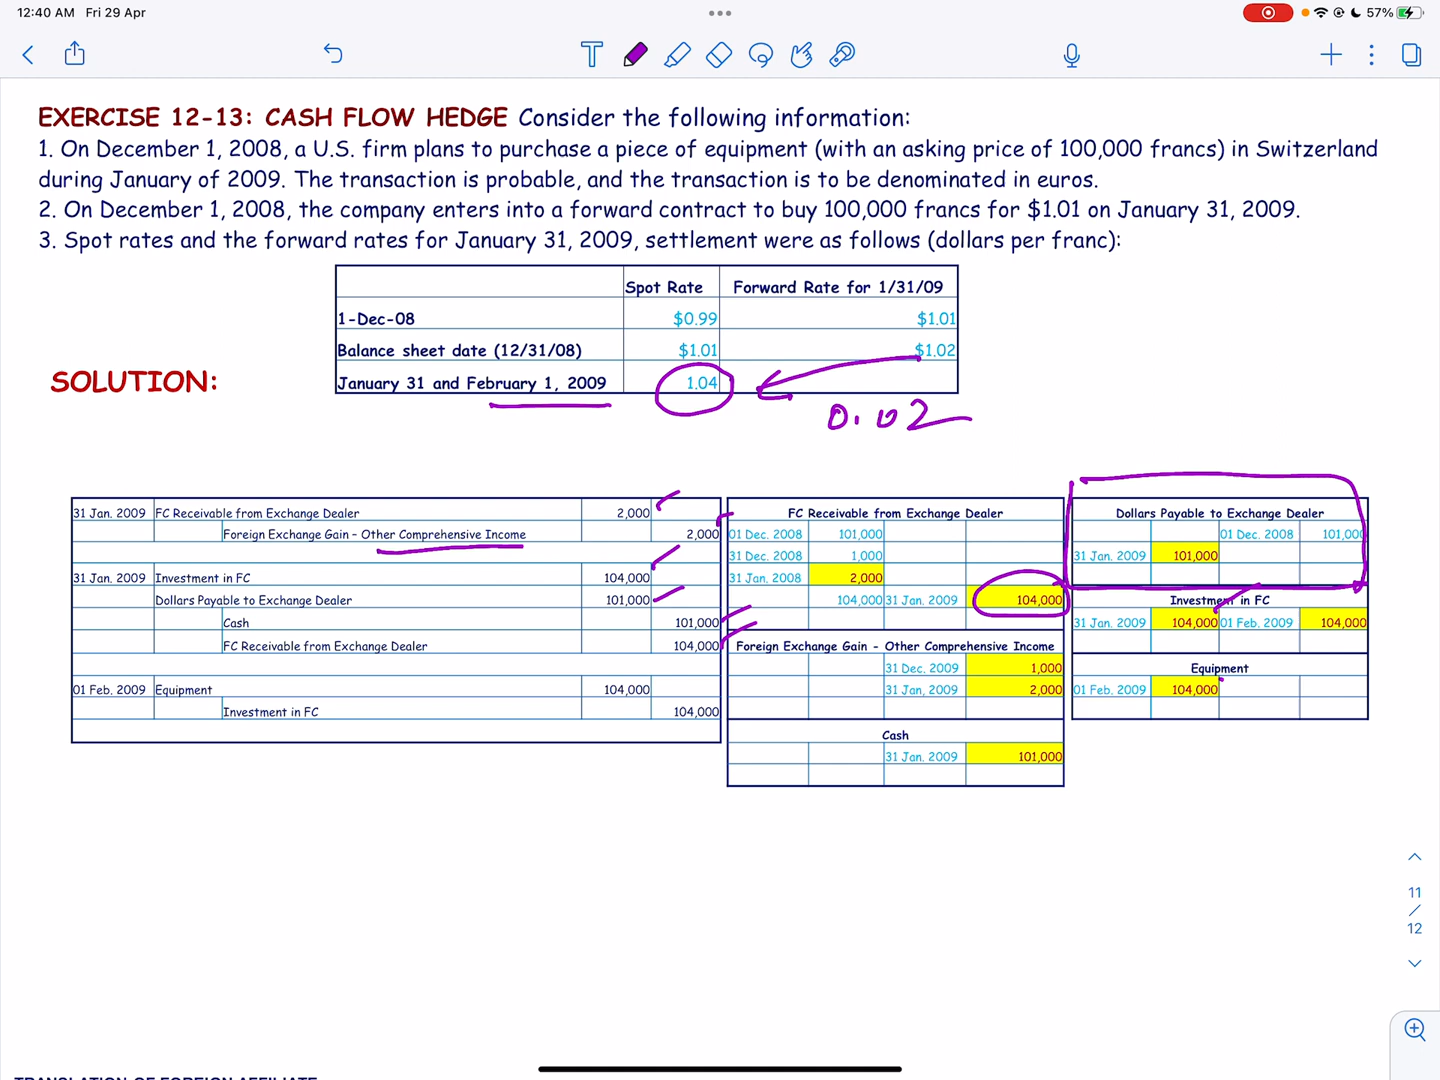 12:40 AM Fri 29 Apr
57%
EXERCISE 12-13: CASH FLOW HEDGE Consider the following information:
1. On December 1, 2008, a U.S. firm plans to purchase a piece of equipment (with an asking price of 100,000 francs) in Switzerland
during January of 2009. The transaction is probable, and the transaction is to be denominated in euros.
2. On December 1, 2008, the company enters into a forward contract to buy 100,000 francs for $1.01 on January 31, 2009.
3. Spot rates and the forward rates for January 31, 2009, settlement were as follows (dollars per franc):
Spot Rate Forward Rate for 1/31/09
1-Dec-08 $0.99 $1.01
Balance sheet date (12/31/08) $1.01 $1.02
January 31 and February 1, 2009 1.04
SOLUTION:
0.02
31 Jan. 2009 FC Receivable from Exchange Dealer 2,000
Foreign Exchange Gain - Other Comprehensive Income 2,000
31 Jan. 2009 Investment in FC 104,000
Dollars Payable to Exchange Dealer 101,000
Cash 101,000
FC Receivable from Exchange Dealer 104,000
01 Feb. 2009 Equipment 104,000
Investment in FC 104,000
FC Receivable from Exchange Dealer
01 Dec. 2008 101,000
31 Dec. 2008 1,000
31 Jan. 2008 2,000
104,000 31 Jan. 2009 104,000
Foreign Exchange Gain - Other Comprehensive Income
31 Dec. 2009 1,000
31 Jan, 2009 2,000
Cash
31 Jan. 2009 101,000
Dollars Payable to Exchange Dealer
01 Dec. 2008 101,000
31 Jan. 2009 101,000
Investment in FC
31 Jan. 2009 104,000 01 Feb. 2009 104,000
Equipment
01 Feb. 2009 104,000
11
/
12
TRANSLATION OF FOREIGN AFFILIATE